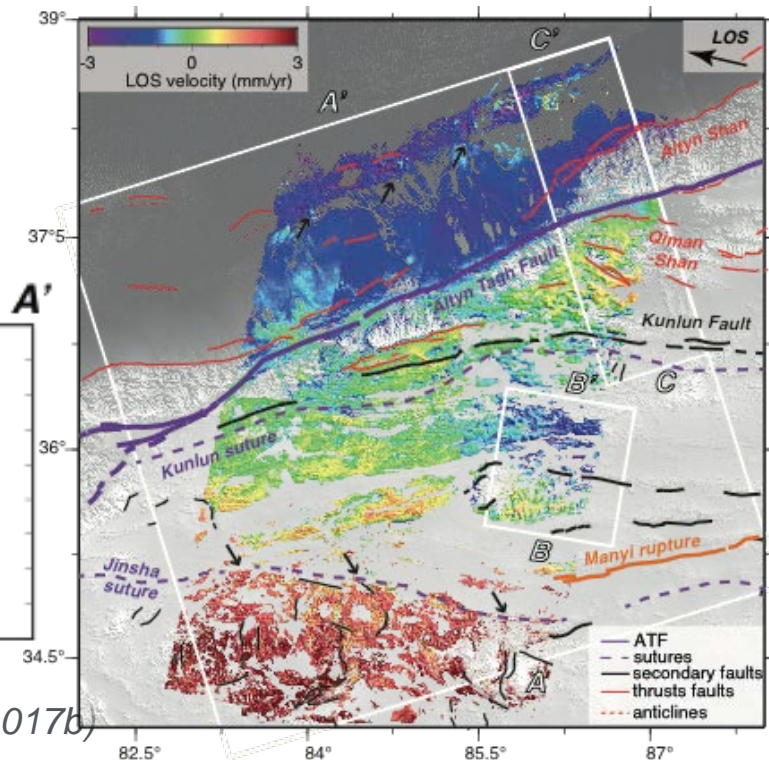 39°
-3 0 3
LOS velocity (mm/yr)
C'
LOS
A'
Altyn Shan
37°5
Qiman
-Shan
A'
Altyn Tagh Fault
Kunlun Fault
B'
C
36°
Kunlun suture
B
Manyi rupture
Jinsha
suture
34.5°
A
ATF
sutures
secondary faults
thrusts faults
anticlines
017b)
82.5° 84° 85.5° 87°